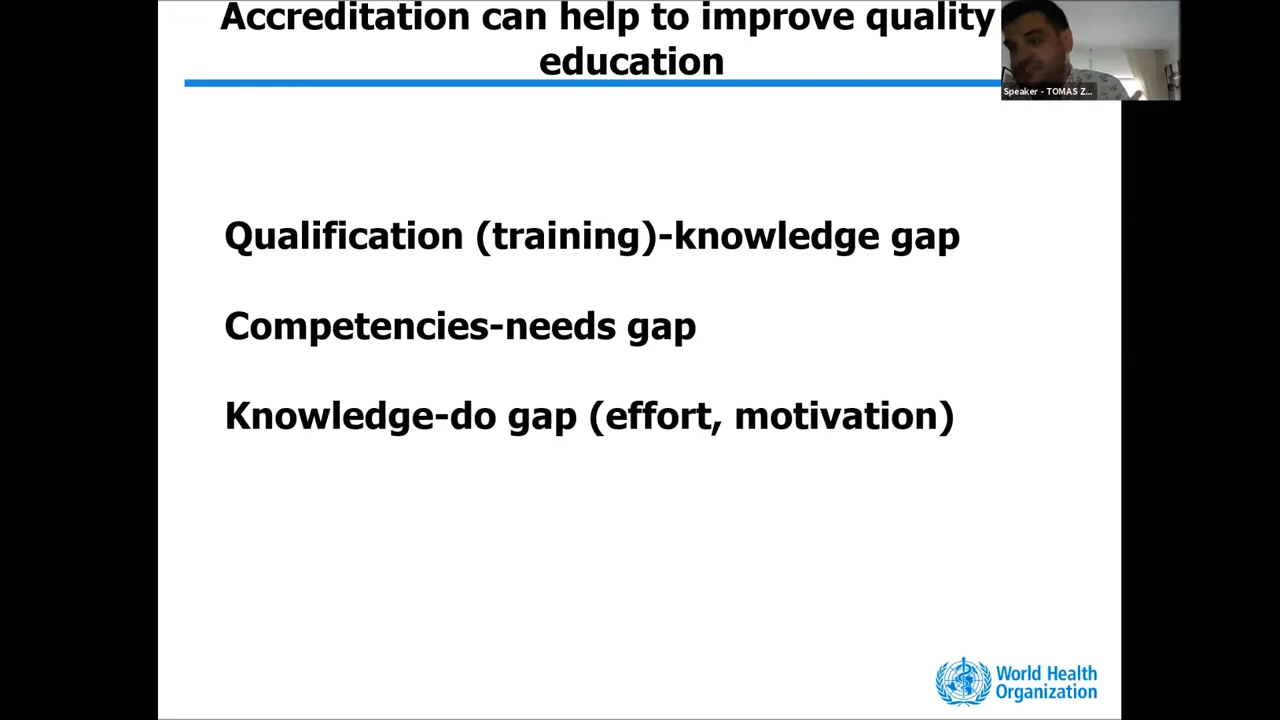 Accreditation can help to improve quality
education
Speaker - TOMAS Z...
Qualification (training)-knowledge gap
Competencies-needs gap
Knowledge-do gap (effort, motivation)
World Health
Organization